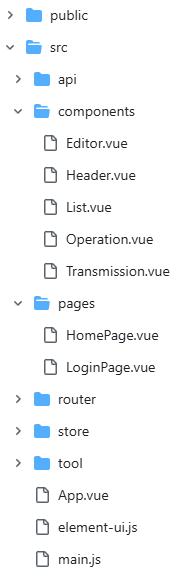 public
src
api
components
Editor.vue
Header.vue
List.vue
Operation.vue
Transmission.vue
pages
HomePage.vue
LoginPage.vue
router
store
tool
App.vue
element-ui.js
main.js